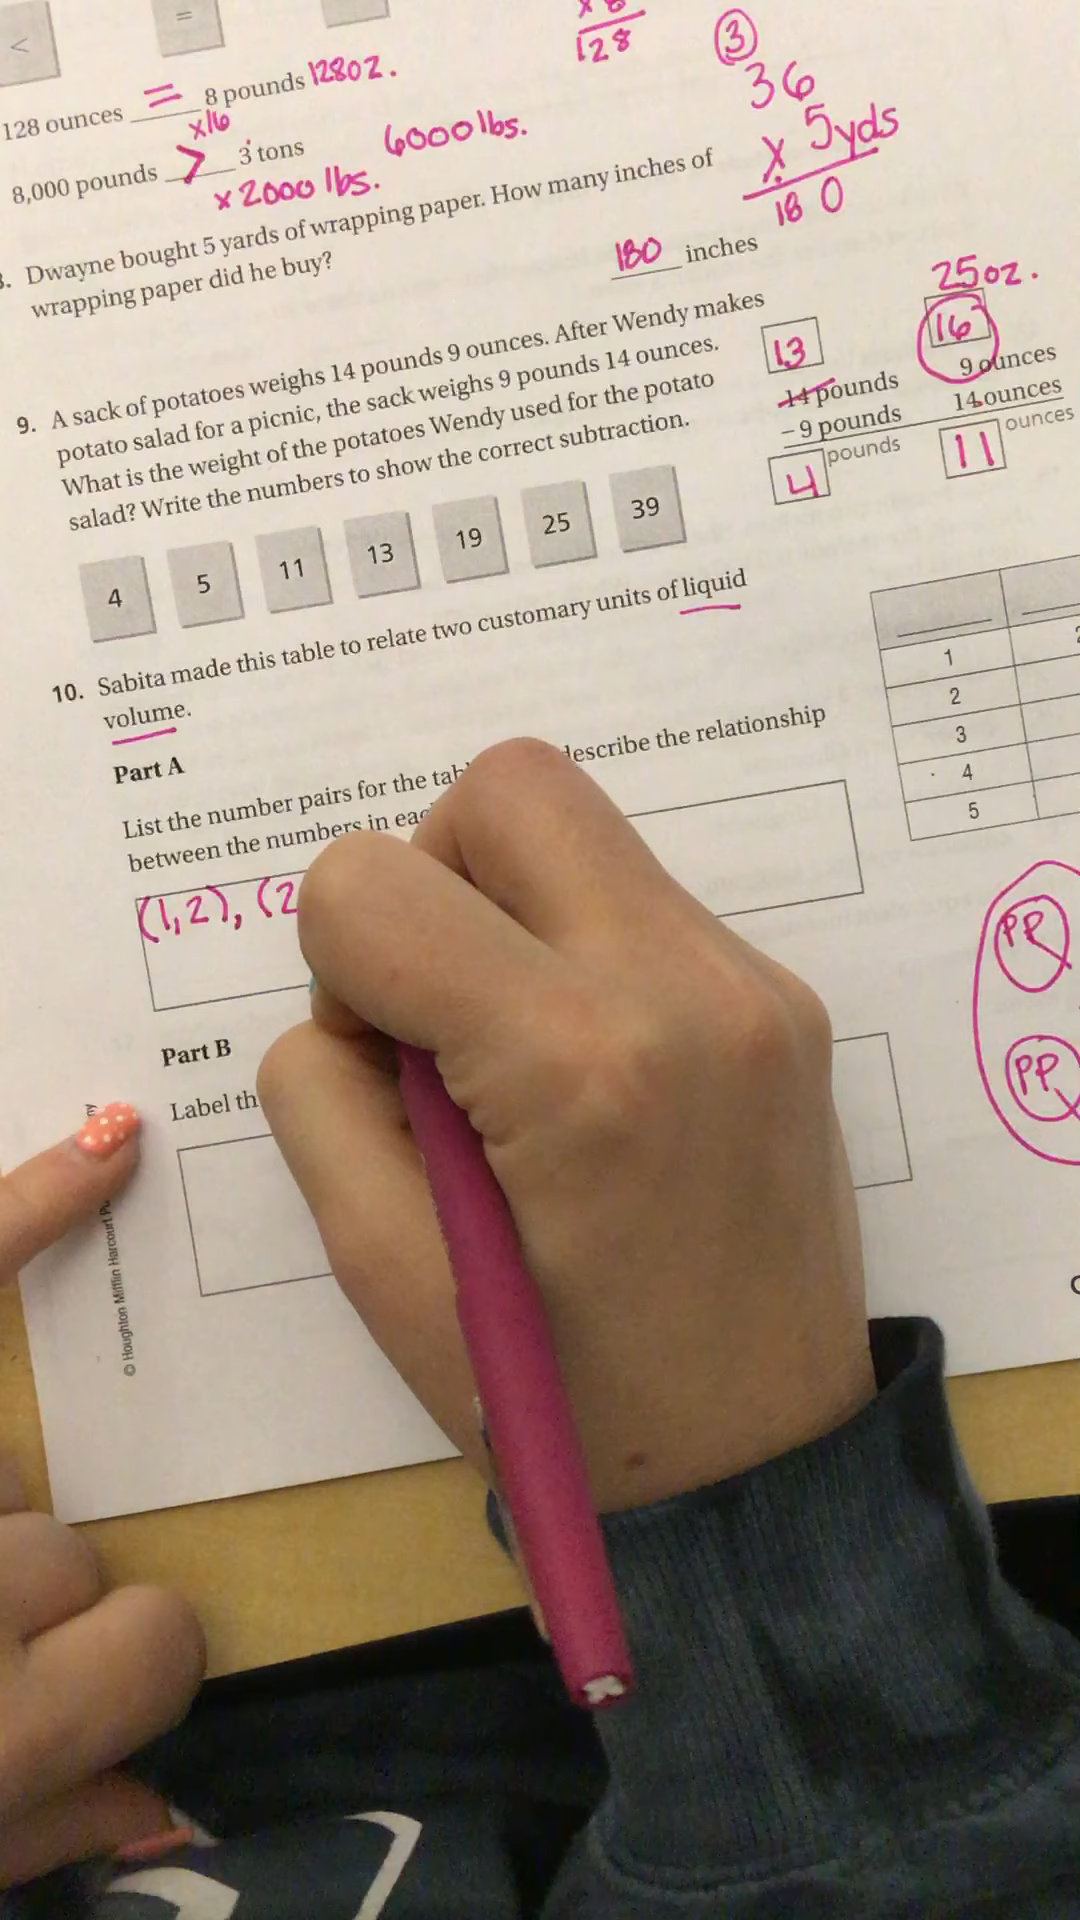 <
=
x 8
128
128 ounces = 8 pounds 128oz.
x16
8,000 pounds > 3 tons 6000 lbs.
x 2000 lbs.
3
36
x 5yds
180
Dwayne bought 5 yards of wrapping paper. How many inches of
wrapping paper did he buy?
180 inches
9. A sack of potatoes weighs 14 pounds 9 ounces. After Wendy makes
potato salad for a picnic, the sack weighs 9 pounds 14 ounces.
What is the weight of the potatoes Wendy used for the potato
salad? Write the numbers to show the correct subtraction.
25oz.
13 16
14 pounds 9 ounces
- 9 pounds 14 ounces
4 pounds 11 ounces
4 5 11 13 19 25 39
10. Sabita made this table to relate two customary units of liquid
volume.
1
2
3
4
5
Part A
List the number pairs for the describe the relationship
between the numbers in
(1,2), (2
PP
PP
Part B
Label
© Houghton Mifflin Harcourt